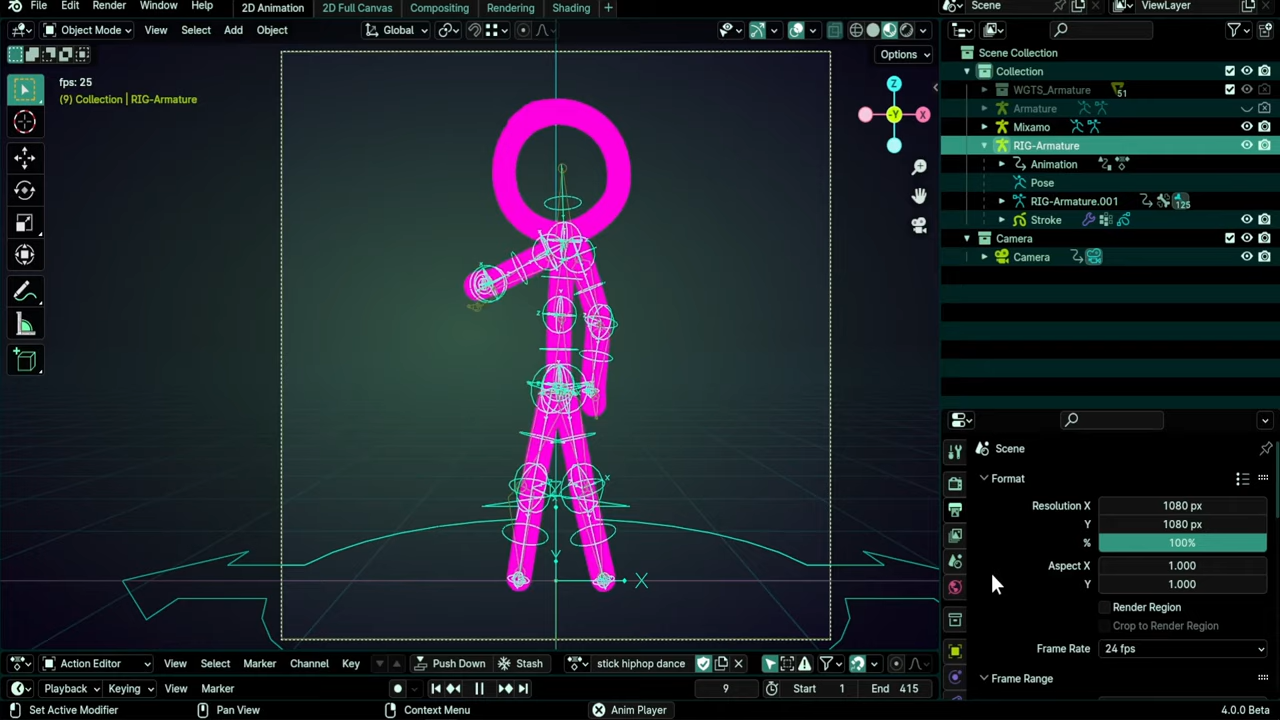 File Edit Render Window Help 2D Animation 2D Full Canvas Compositing Rendering Shading + Scene ViewLayer
Object Mode View Select Add Object Global
Options
fps: 25
(9) Collection | RIG-Armature
Z
-Y
X
Scene Collection
Collection
WGTS_Armature 51
Armature
Mixamo
RIG-Armature
Animation
Pose
RIG-Armature.001 125
Stroke
Camera
Camera
X
Scene
Format
Resolution X 1080 px
Y 1080 px
% 100%
Aspect X 1.000
Y 1.000
Render Region
Crop to Render Region
Frame Rate 24 fps
Frame Range
Action Editor View Select Marker Channel Key Push Down Stash stick hiphop dance
Playback Keying View Marker 9 Start 1 End 415
Set Active Modifier Pan View Context Menu Anim Player 4.0.0 Beta